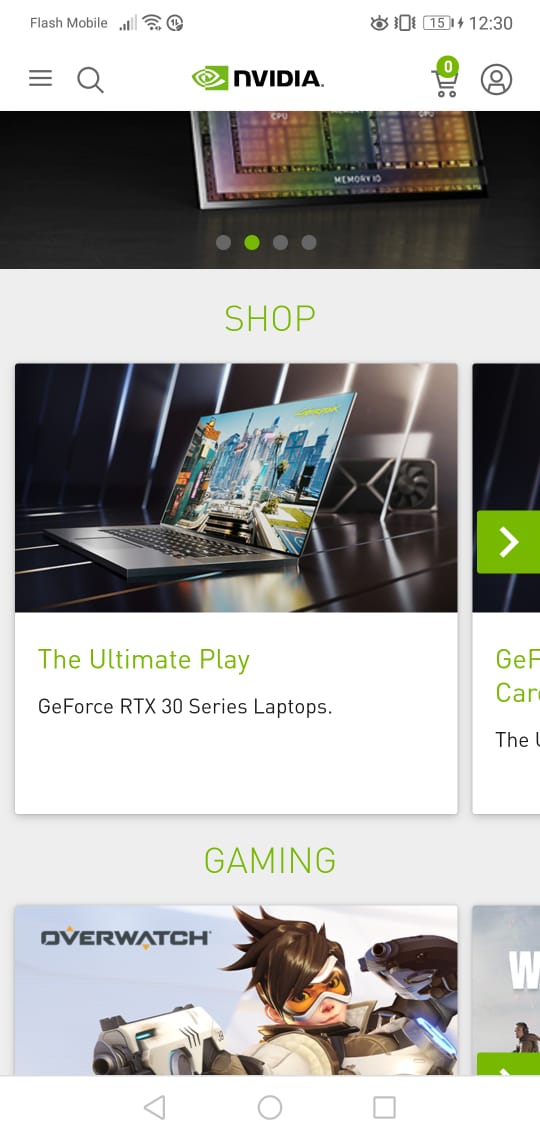 Flash Mobile
15
12:30
0
NVIDIA.
CPU
GPU
MEMORY IO
SHOP
The Ultimate Play
GeForce RTX 30 Series Laptops.
GeF
Car
The U
GAMING
OVERWATCH
W